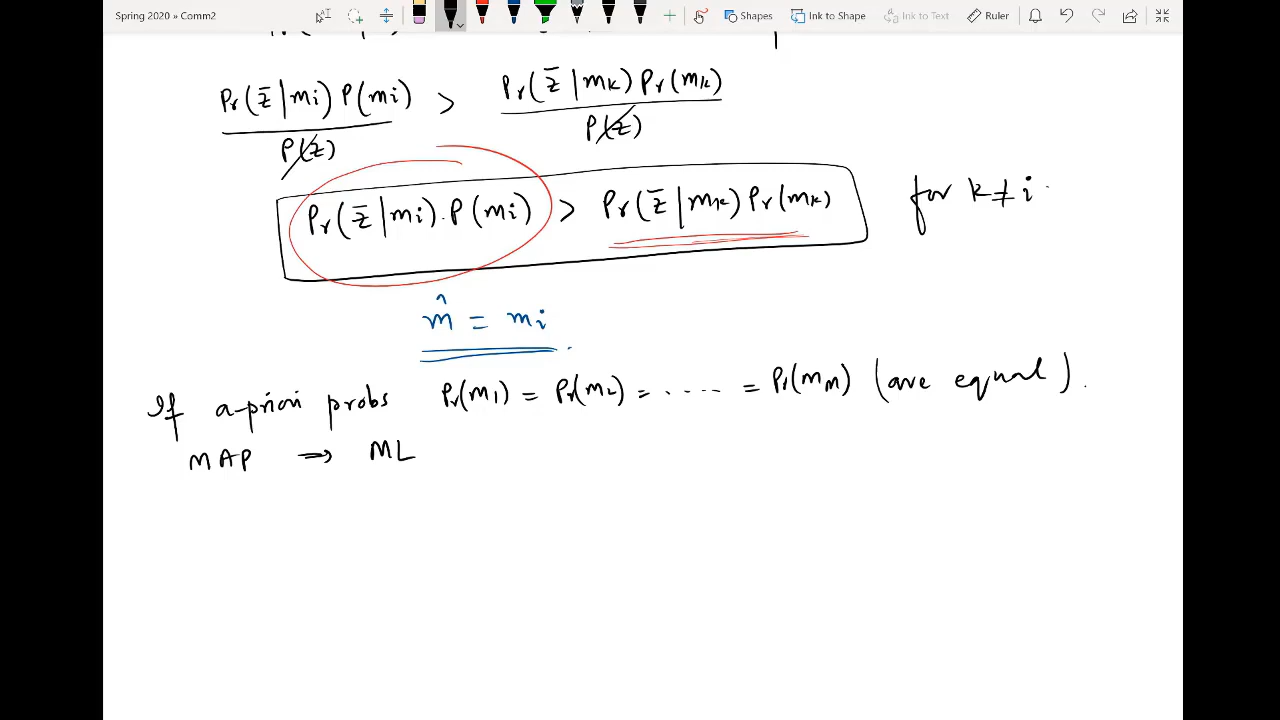 Spring 2020 » Comm2
Shapes
Ink to Shape
Ink to Text
Ruler
Pr(z̄|mi) P(mi) / P(z̄) > Pr(z̄|mk) Pr(mk) / P(z̄)
Pr(z̄|mi).P(mi) > Pr(z̄|mk) Pr(mk) for k≠i.
m̂ = mi.
If a-priori probs Pr(m1) = Pr(m2) = ..... = Pr(mM) (are equal).
MAP ⇒ ML